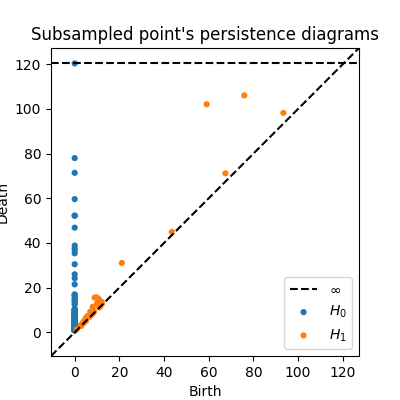 Subsampled point's persistence diagrams
120
100
80
60
40
20
0
Death
0 20 40 60 80 100 120
Birth
∞
H0
H1